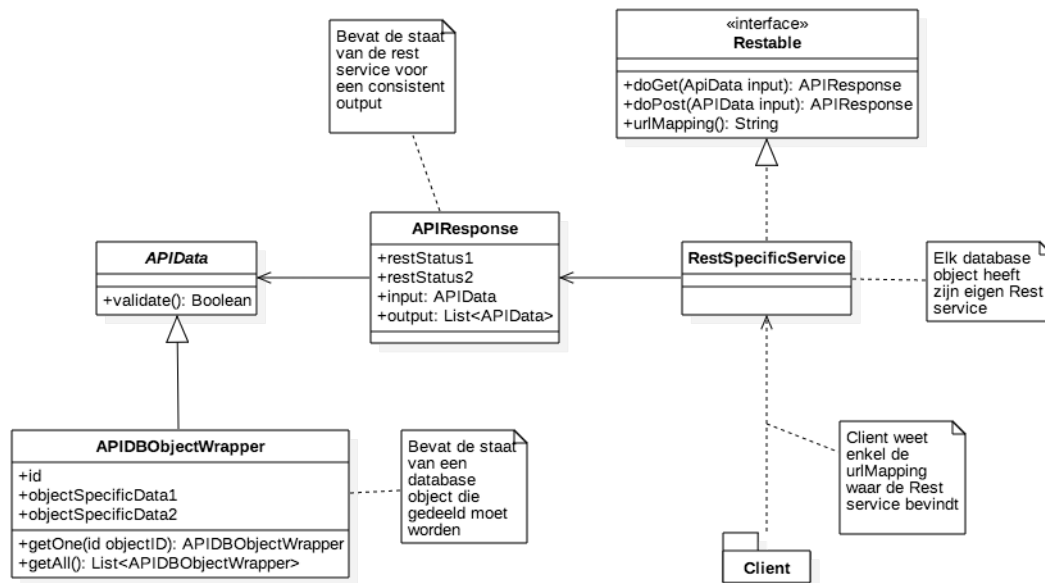 Bevat de staat
van de rest
service voor
een consistent
output
«interface»
Restable
+doGet(ApiData input): APIResponse
+doPost(APIData input): APIResponse
+urlMapping(): String
APIData
+validate(): Boolean
APIResponse
+restStatus1
+restStatus2
+input: APIData
+output: List<APIData>
RestSpecificService
Elk database
object heeft
zijn eigen Rest
service
APIDBObjectWrapper
+id
+objectSpecificData1
+objectSpecificData2
+getOne(id objectID): APIDBObjectWrapper
+getAll(): List<APIDBObjectWrapper>
Bevat de staat
van een
database
object die
gedeeld moet
worden
Client weet
enkel de
urlMapping
waar de Rest
service bevindt
Client